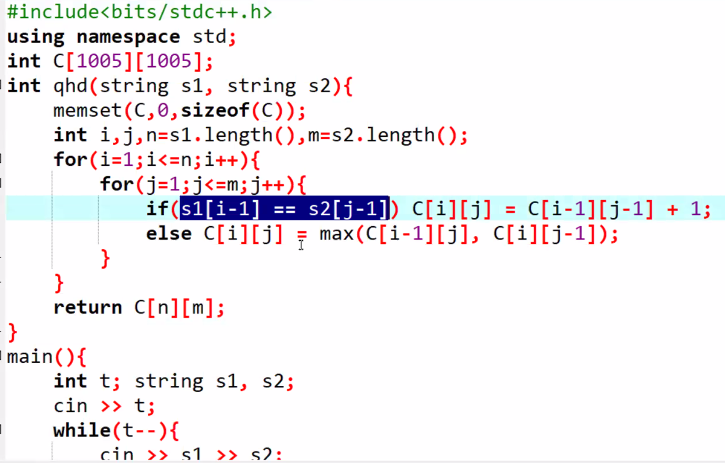 #include<bits/stdc++.h>
using namespace std;
int C[1005][1005];
int qhd(string s1, string s2){
    memset(C,0,sizeof(C));
    int i,j,n=s1.length(),m=s2.length();
    for(i=1;i<=n;i++){
        for(j=1;j<=m;j++){
            if(s1[i-1] == s2[j-1]) C[i][j] = C[i-1][j-1] + 1;
            else C[i][j] = max(C[i-1][j], C[i][j-1]);
        }
    }
    return C[n][m];
}
main(){
    int t; string s1, s2;
    cin >> t;
    while(t--){
        cin >> s1 >> s2;